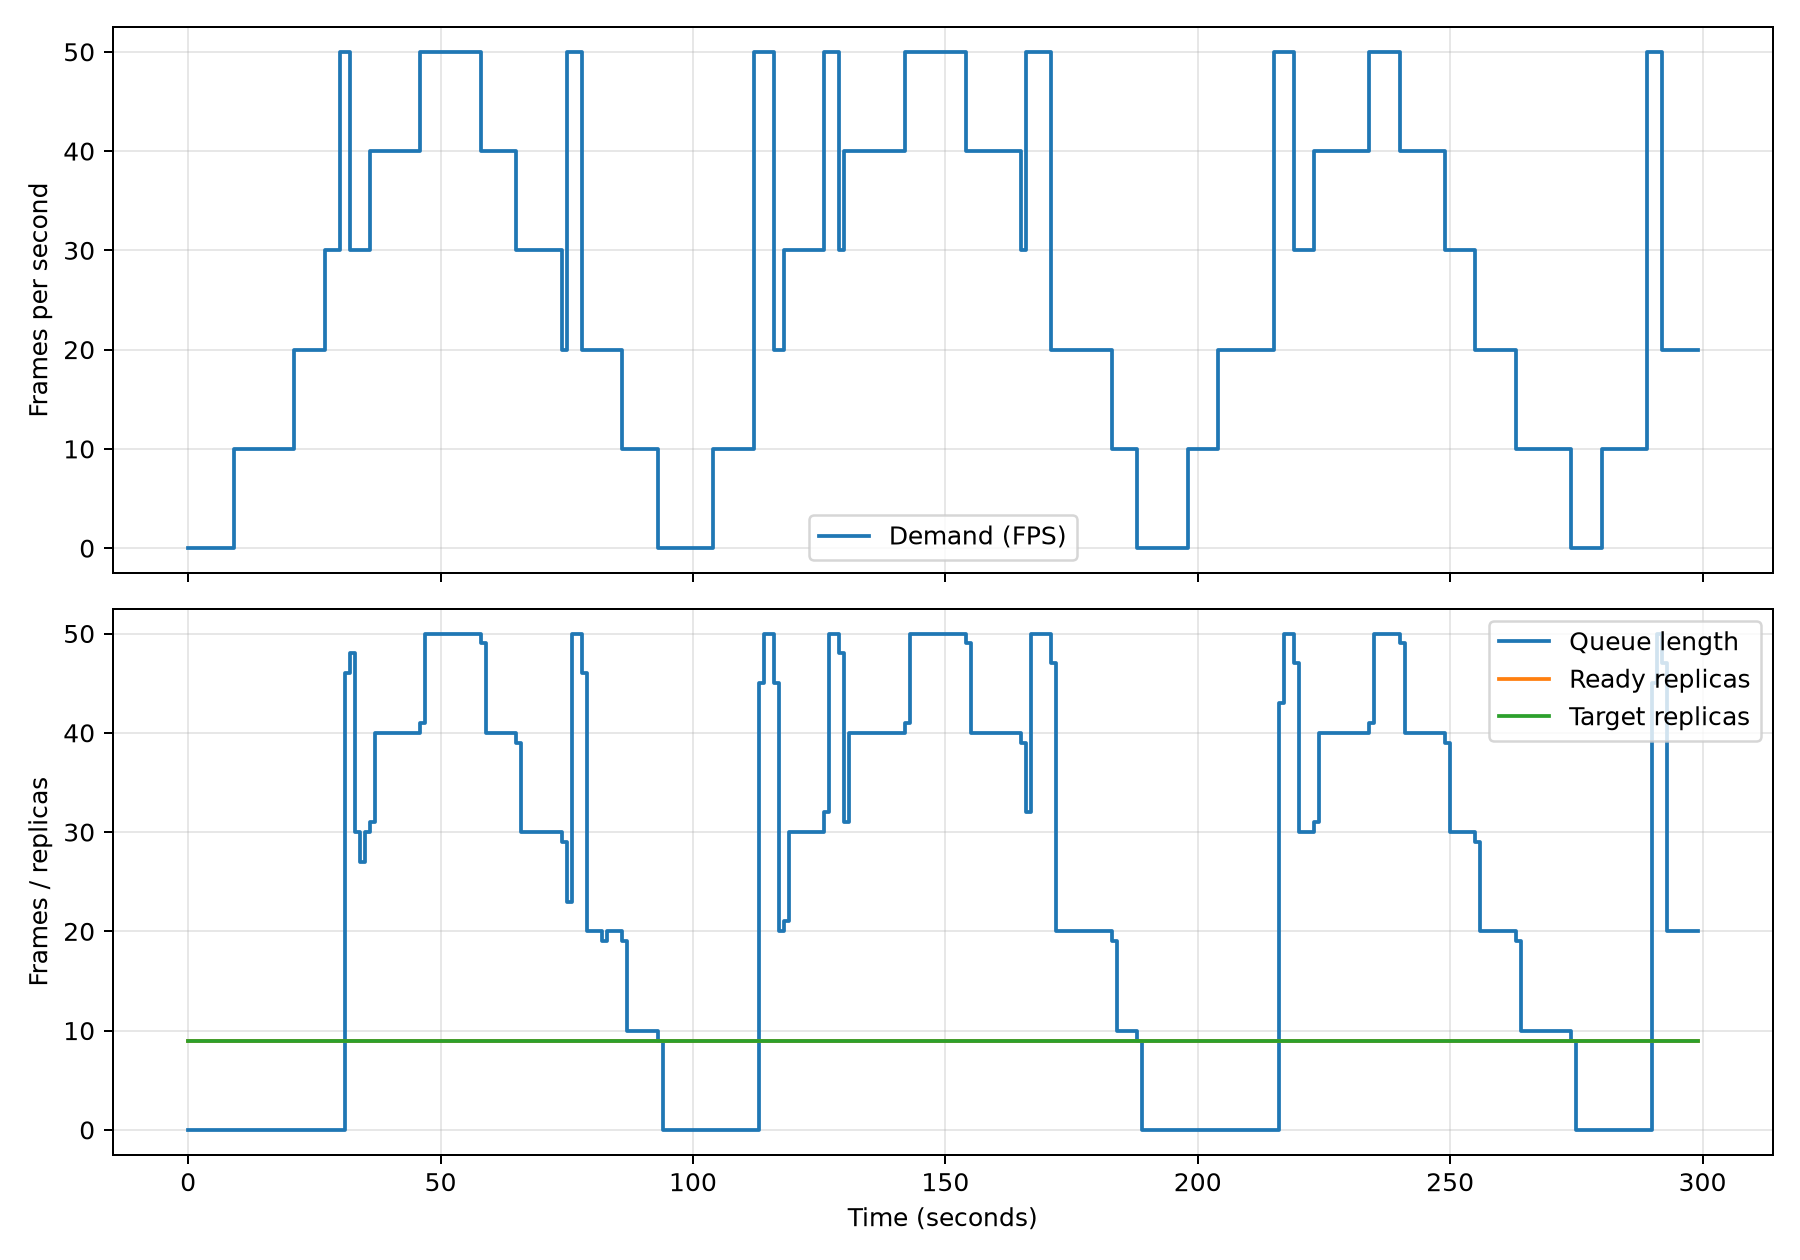 50
40
30
20
10
0
Frames per second
Demand (FPS)
50
40
30
20
10
0
Frames / replicas
Queue length
Ready replicas
Target replicas
0 50 100 150 200 250 300
Time (seconds)